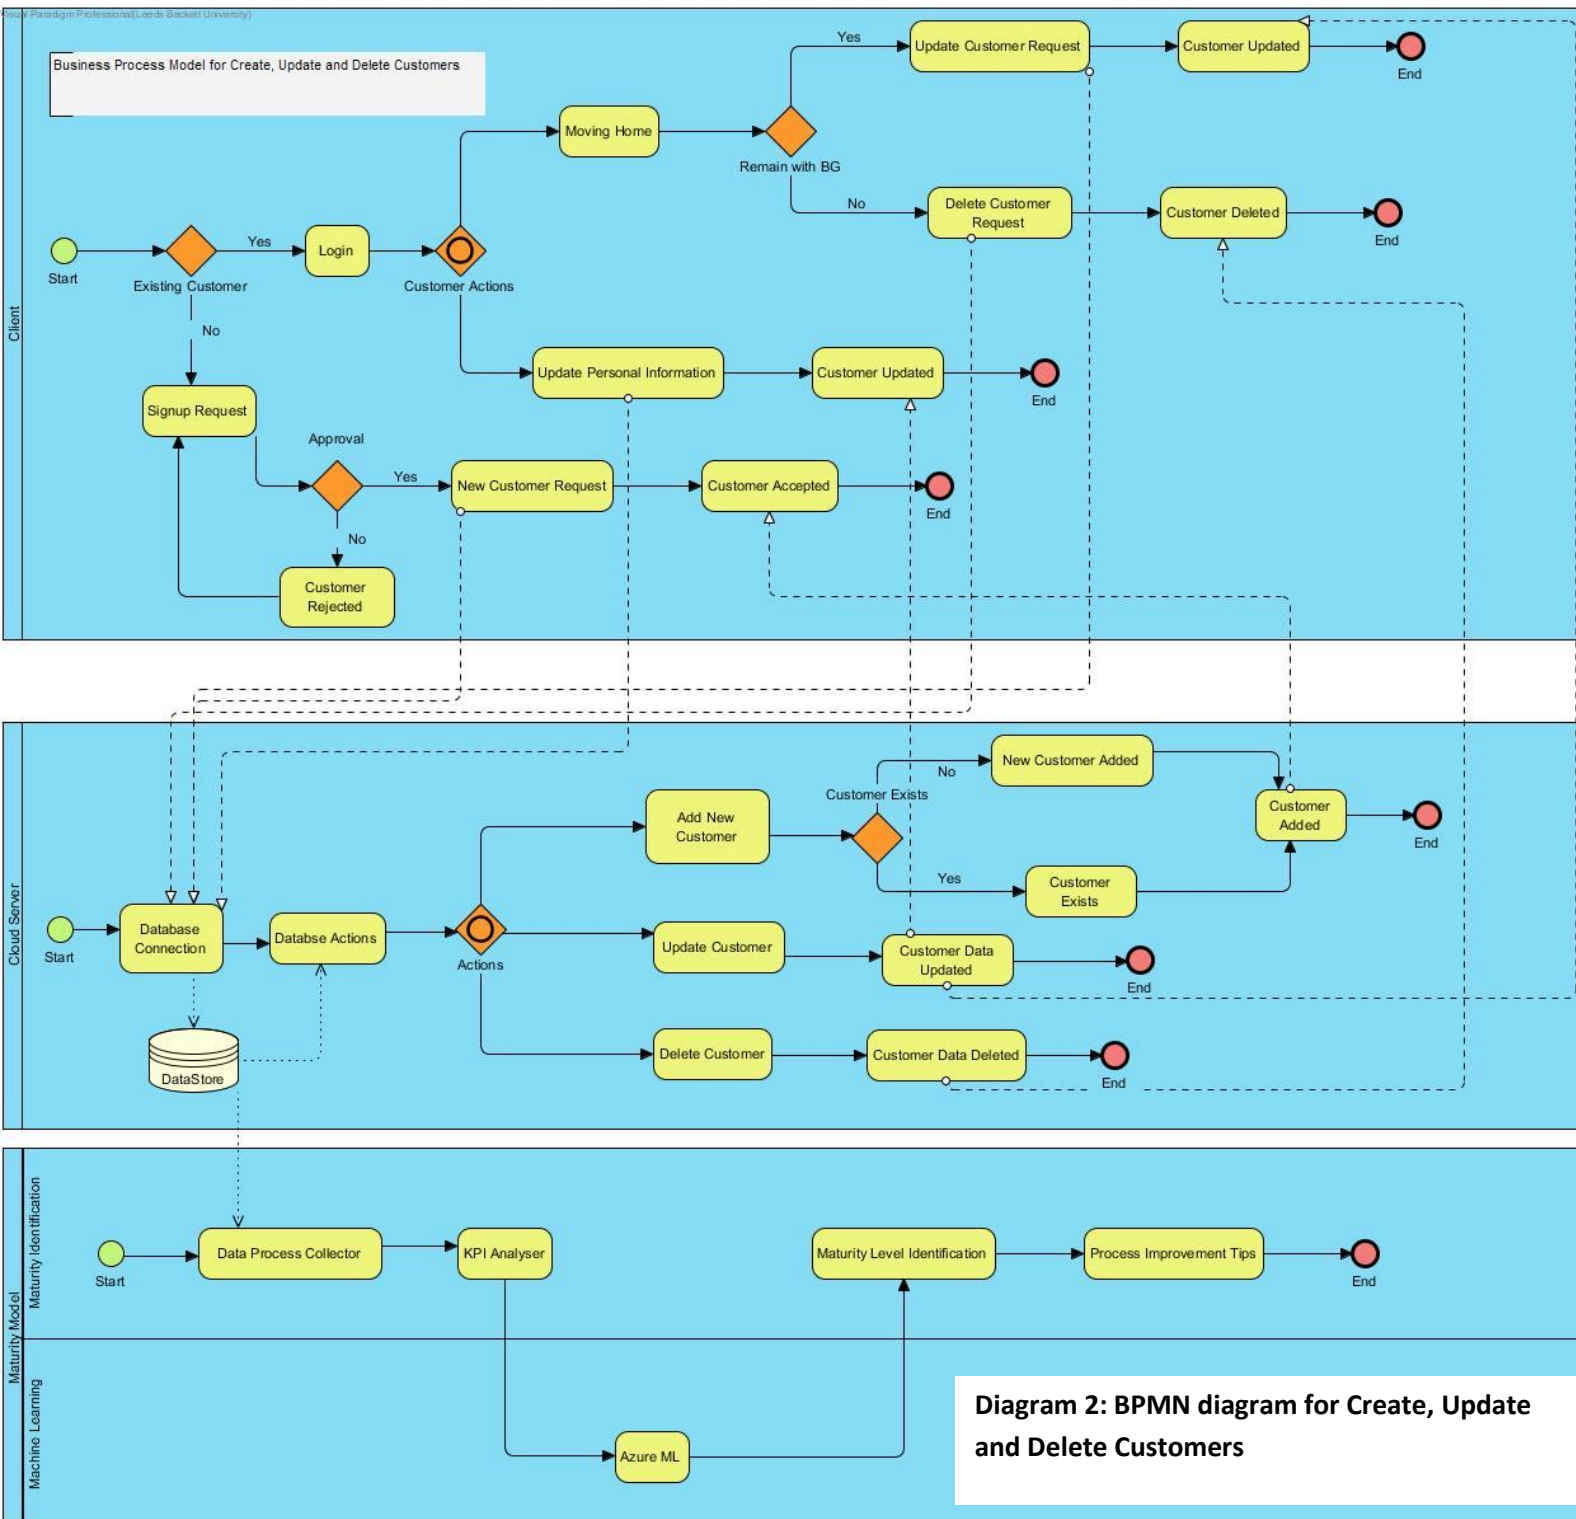 Visual Paradigm Professional(Leeds Beckett University)
Business Process Model for Create, Update and Delete Customers
Client
Start
Existing Customer
Yes
No
Login
Customer Actions
Moving Home
Remain with BG
Yes
Update Customer Request
Customer Updated
End
No
Delete Customer
Request
Customer Deleted
End
Update Personal Information
Customer Updated
End
Signup Request
Approval
Yes
New Customer Request
Customer Accepted
End
No
Customer
Rejected
Cloud Server
Start
Database
Connection
Databse Actions
DataStore
Actions
Add New
Customer
Customer Exists
No
New Customer Added
Yes
Customer
Exists
Customer
Added
End
Update Customer
Customer Data
Updated
End
Delete Customer
Customer Data Deleted
End
Maturity Model
Maturity Identification
Start
Data Process Collector
KPI Analyser
Maturity Level Identification
Process Improvement Tips
End
Machine Learning
Azure ML
Diagram 2: BPMN diagram for Create, Update
and Delete Customers